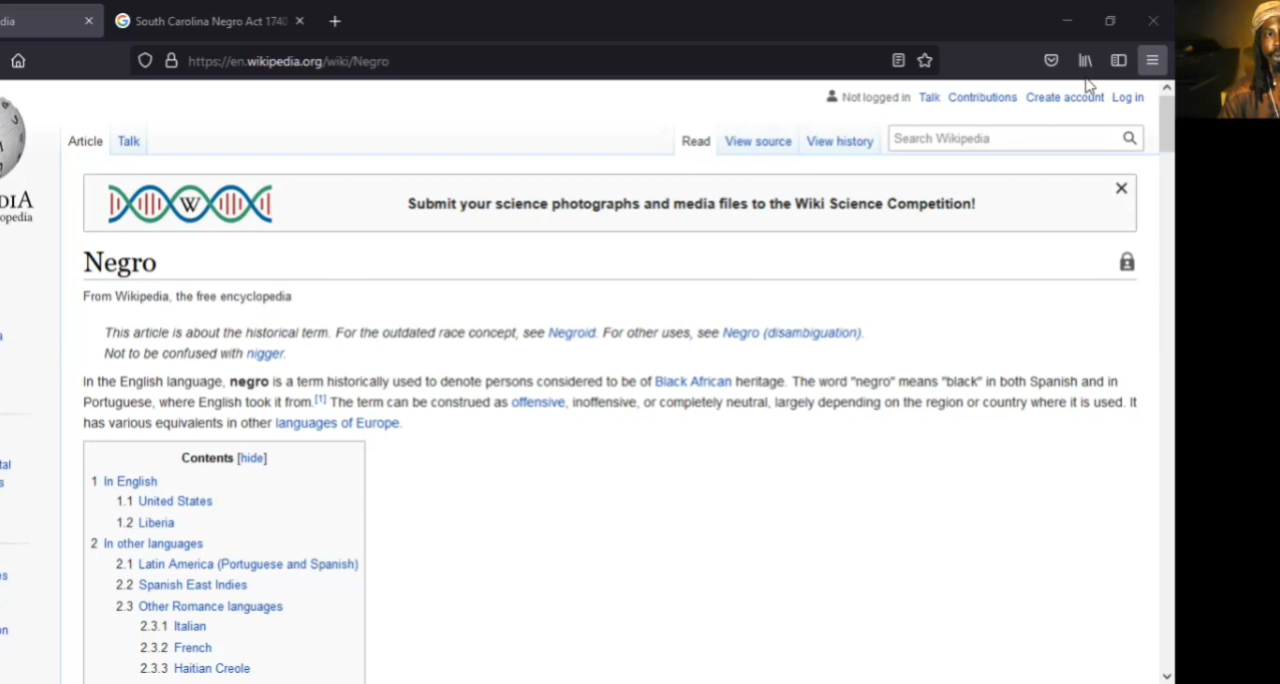 dia
South Carolina Negro Act 1740
https://en.wikipedia.org/wiki/Negro
Not logged in Talk Contributions Create account Log in
Article Talk Read View source View history Search Wikipedia
W
Submit your science photographs and media files to the Wiki Science Competition!
DIA
opedia
Negro
From Wikipedia, the free encyclopedia
This article is about the historical term. For the outdated race concept, see Negroid. For other uses, see Negro (disambiguation).
Not to be confused with nigger.
In the English language, negro is a term historically used to denote persons considered to be of Black African heritage. The word "negro" means "black" in both Spanish and in
Portuguese, where English took it from.[1] The term can be construed as offensive, inoffensive, or completely neutral, largely depending on the region or country where it is used. It
has various equivalents in other languages of Europe.
Contents [hide]
1 In English
1.1 United States
1.2 Liberia
2 In other languages
2.1 Latin America (Portuguese and Spanish)
2.2 Spanish East Indies
2.3 Other Romance languages
2.3.1 Italian
2.3.2 French
2.3.3 Haitian Creole